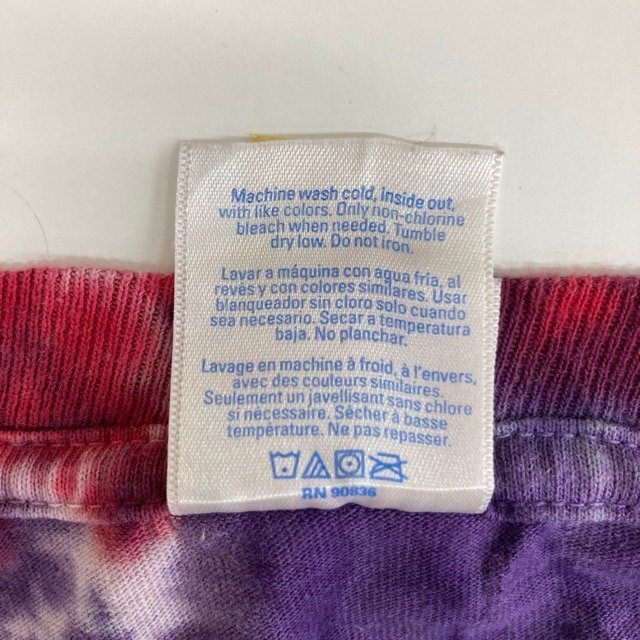 Machine wash cold, inside out,
with like colors. Only non-chlorine
bleach when needed. Tumble
dry low. Do not iron.
Lavar a máquina con agua fría, al
revés y con colores similares. Usar
blanqueador sin cloro solo cuando
sea necesario. Secar a temperatura
baja. No planchar.
Lavage en machine à froid, à l'envers,
avec des couleurs similaires.
Seulement un javellisant sans chlore
si necessaire. Sécher à basse
température. Ne pas repasser.
RN 90836